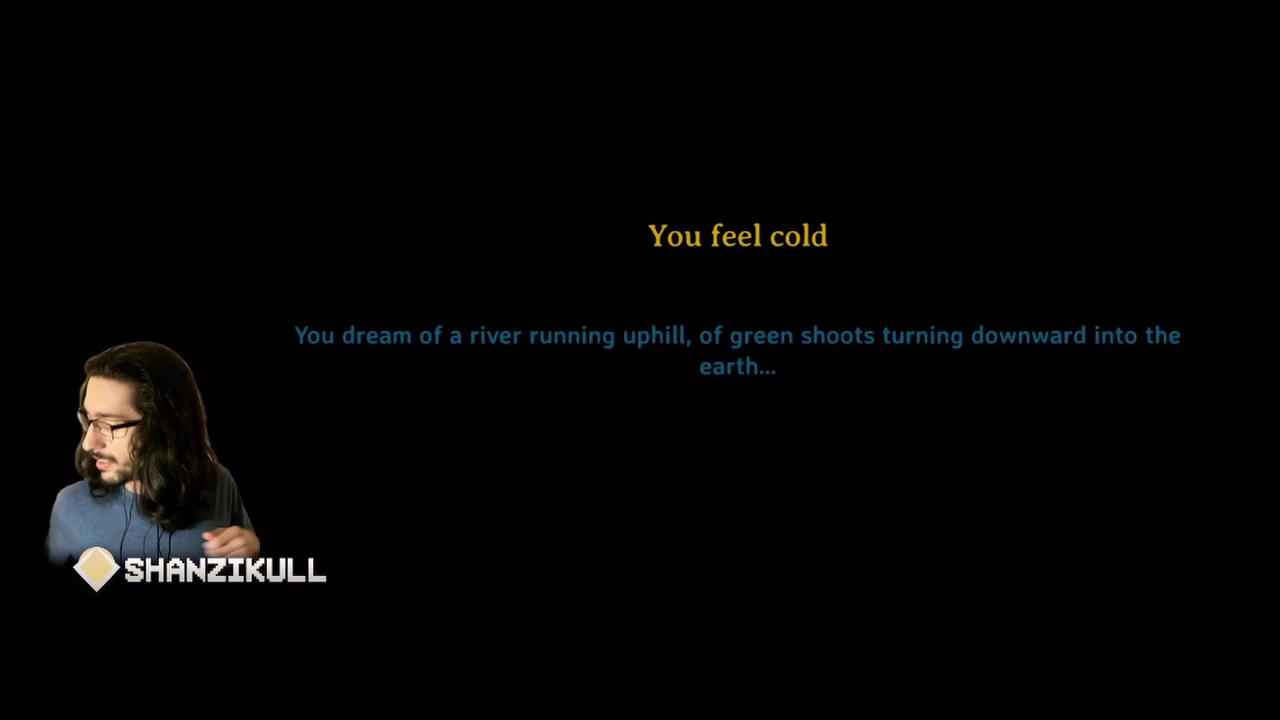 You feel cold
You dream of a river running uphill, of green shoots turning downward into the
earth...
SHANZIKULL